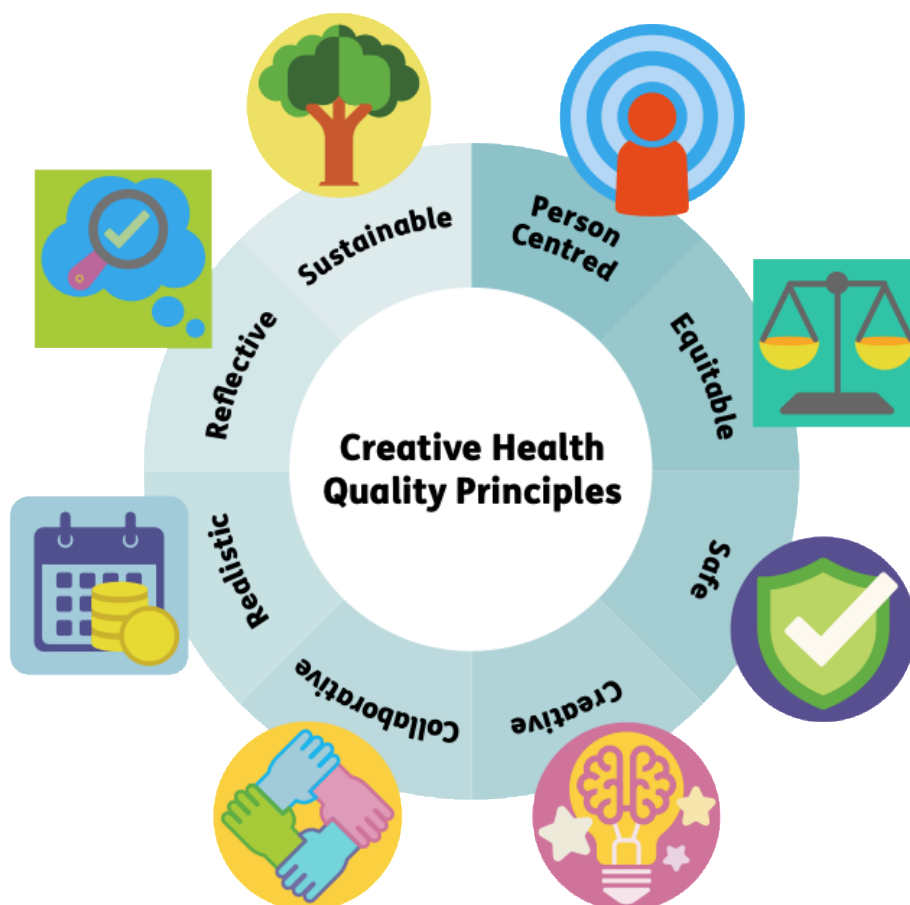 Creative Health
Quality Principles
Person
Centred
Equitable
Safe
Creative
Collaborative
Realistic
Reflective
Sustainable